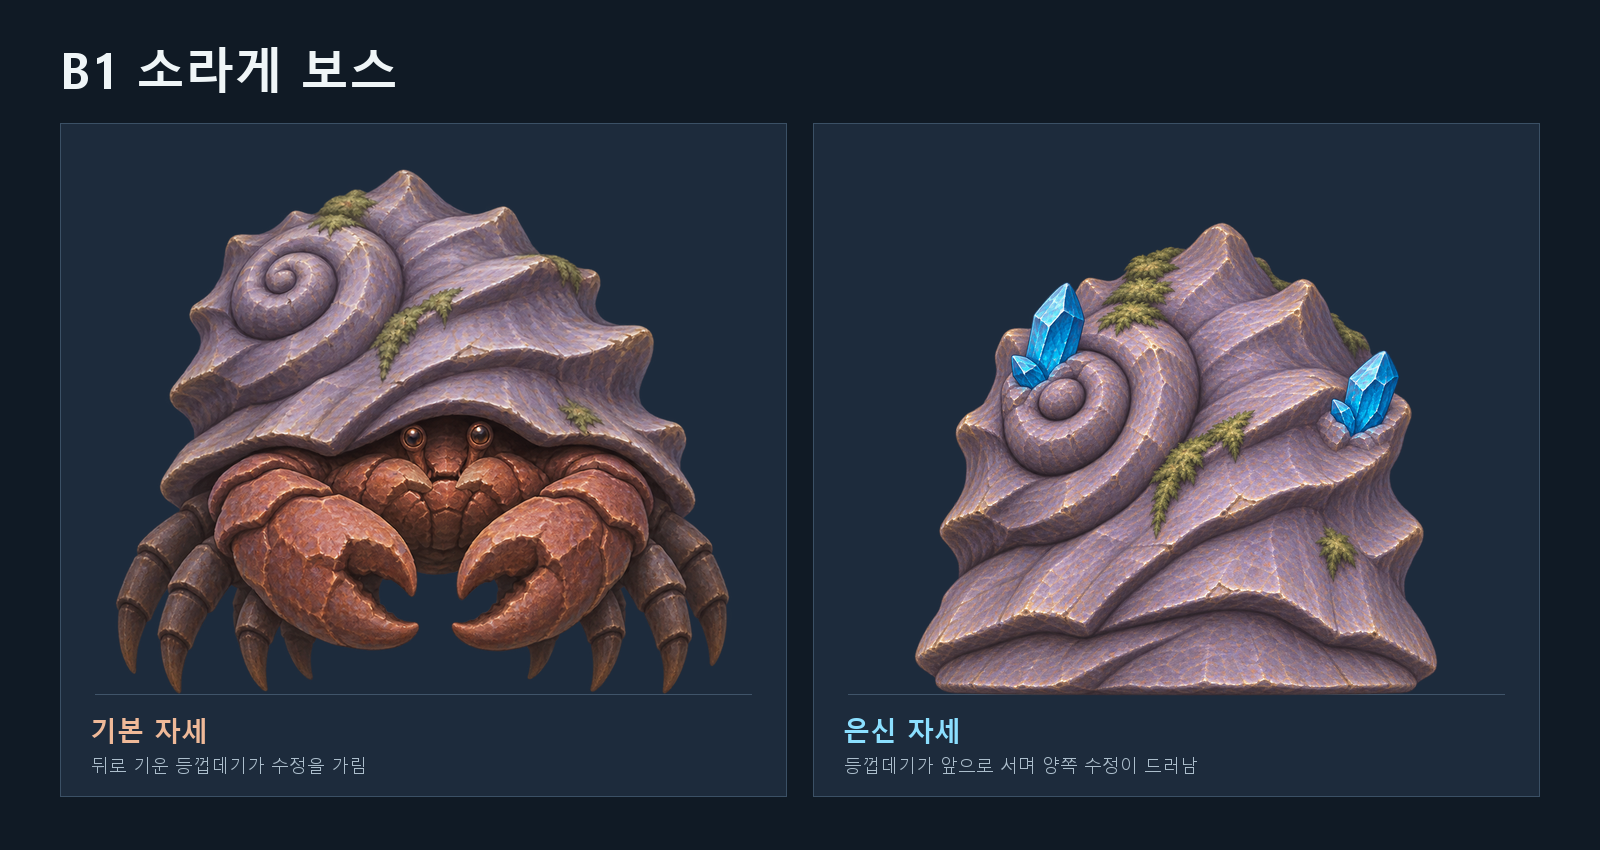 B1 소라게 보스
기본 자세
뒤로 기운 등껍데기가 수정을 가림
은신 자세
등껍데기가 앞으로 서며 양쪽 수정이 드러남